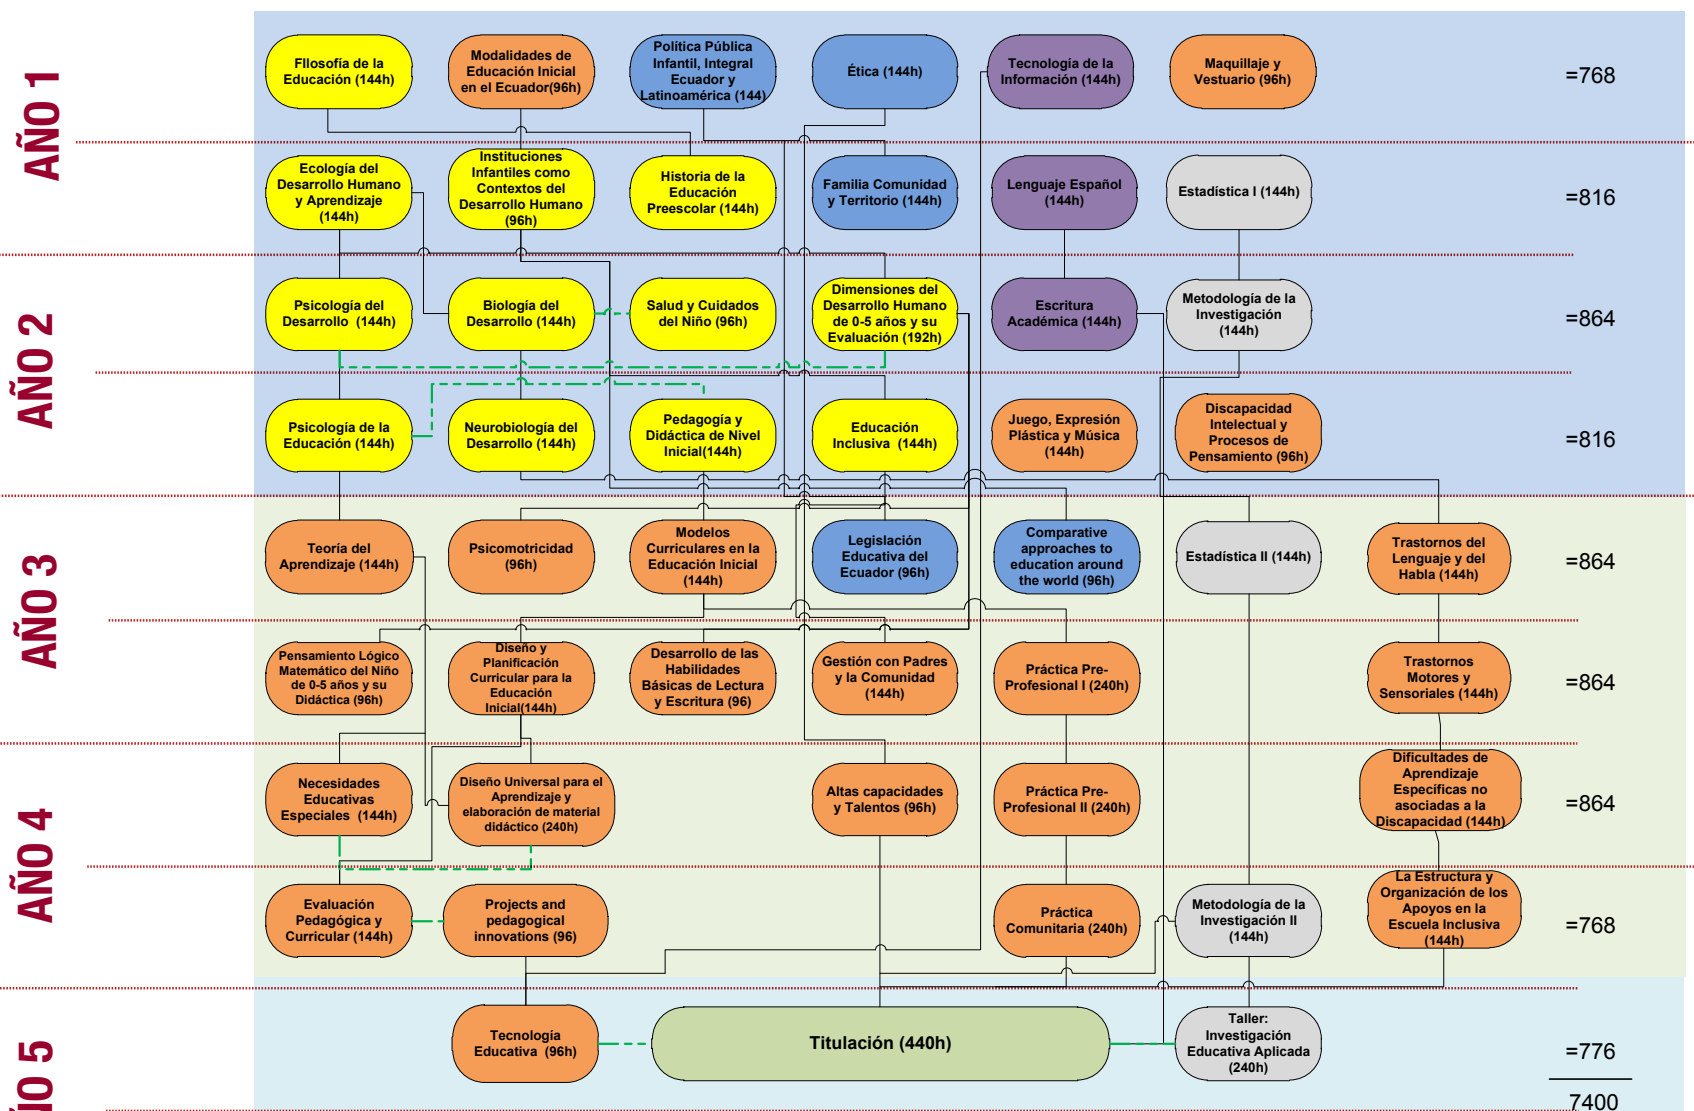 AÑO 1
FIlosofía de la
Educación (144h)
Modalidades de
Educación Inicial
en el Ecuador(96h)
Política Pública
Infantil, Integral
Ecuador y
Latinoamérica (144)
Ética (144h)
Tecnología de la
Información (144h)
Maquillaje y
Vestuario (96h)
=768
Ecología del
Desarrollo Humano
y Aprendizaje
(144h)
Instituciones
Infantiles como
Contextos del
Desarrollo Humano
(96h)
Historia de la
Educación
Preescolar (144h)
Familia Comunidad
y Territorio (144h)
Lenguaje Español
(144h)
Estadística I (144h)
=816
AÑO 2
Psicología del
Desarrollo (144h)
Biología del
Desarrollo (144h)
Salud y Cuidados
del Niño (96h)
Dimensiones del
Desarrollo Humano
de 0-5 años y su
Evaluación (192h)
Escritura
Académica (144h)
Metodología de la
Investigación
(144h)
=864
Psicología de la
Educación (144h)
Neurobiología del
Desarrollo (144h)
Pedagogía y
Didáctica de Nivel
Inicial(144h)
Educación
Inclusiva (144h)
Juego, Expresión
Plástica y Música
(144h)
Discapacidad
Intelectual y
Procesos de
Pensamiento (96h)
=816
AÑO 3
Teoría del
Aprendizaje (144h)
Psicomotricidad
(96h)
Modelos
Curriculares en la
Educación Inicial
(144h)
Legislación
Educativa del
Ecuador (96h)
Comparative
approaches to
education around
the world (96h)
Estadística II (144h)
Trastornos del
Lenguaje y del
Habla (144h)
=864
Pensamiento Lógico
Matemático del Niño
de 0-5 años y su
Didáctica (96h)
Diseño y
Planificación
Curricular para la
Educación
Inicial(144h)
Desarrollo de las
Habilidades
Básicas de Lectura
y Escritura (96)
Gestión con Padres
y la Comunidad
(144h)
Práctica Pre-
Profesional I (240h)
Trastornos
Motores y
Sensoriales (144h)
=864
AÑO 4
Necesidades
Educativas
Especiales (144h)
Diseño Universal para el
Aprendizaje y
elaboración de material
didáctico (240h)
Altas capacidades
y Talentos (96h)
Práctica Pre-
Profesional II (240h)
Dificultades de
Aprendizaje
Específicas no
asociadas a la
Discapacidad (144h)
=864
Evaluación
Pedagógica y
Curricular (144h)
Projects and
pedagogical
innovations (96)
Práctica
Comunitaria (240h)
Metodología de la
Investigación II
(144h)
La Estructura y
Organización de los
Apoyos en la
Escuela Inclusiva
(144h)
=768
AÑO 5
Tecnología
Educativa (96h)
Titulación (440h)
Taller:
Investigación
Educativa Aplicada
(240h)
=776
7400